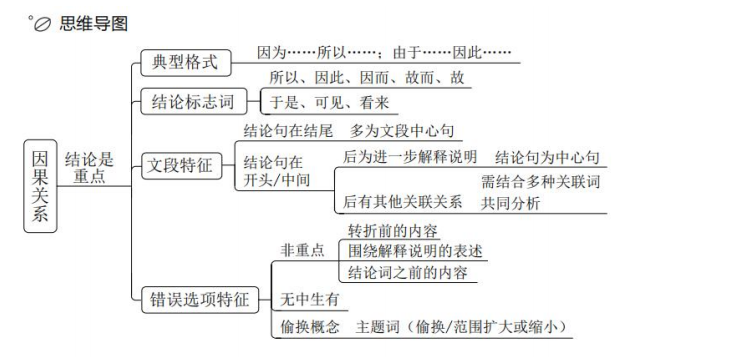 思维导图
因果关系
结论是
重点
典型格式
因为……所以……；由于……因此……
结论标志词
所以、因此、因而、故而、故
于是、可见、看来
文段特征
结论句在结尾 多为文段中心句
结论句在
开头/中间
后为进一步解释说明 结论句为中心句
后有其他关联关系
需结合多种关联词
共同分析
错误选项特征
非重点
转折前的内容
围绕解释说明的表述
结论词之前的内容
无中生有
偷换概念 主题词（偷换/范围扩大或缩小）